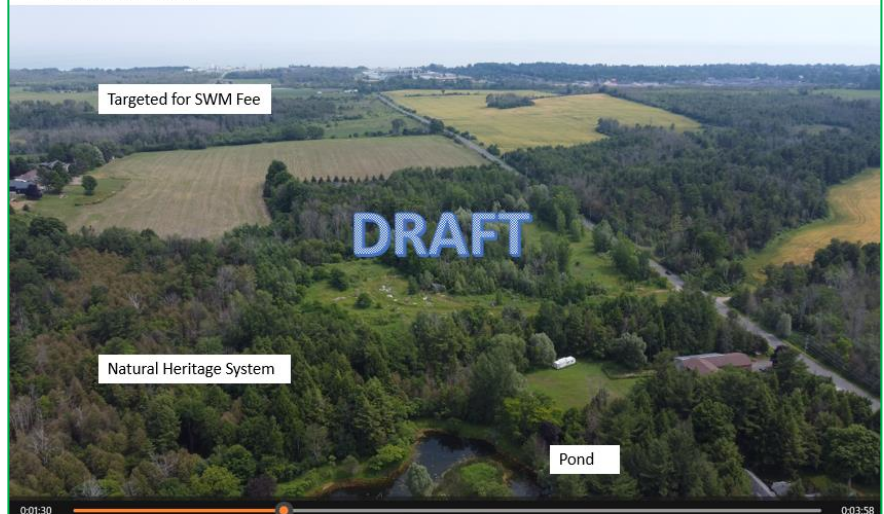 Targeted for SWM Fee
DRAFT
Natural Heritage System
Pond
0:01:30
0:03:58